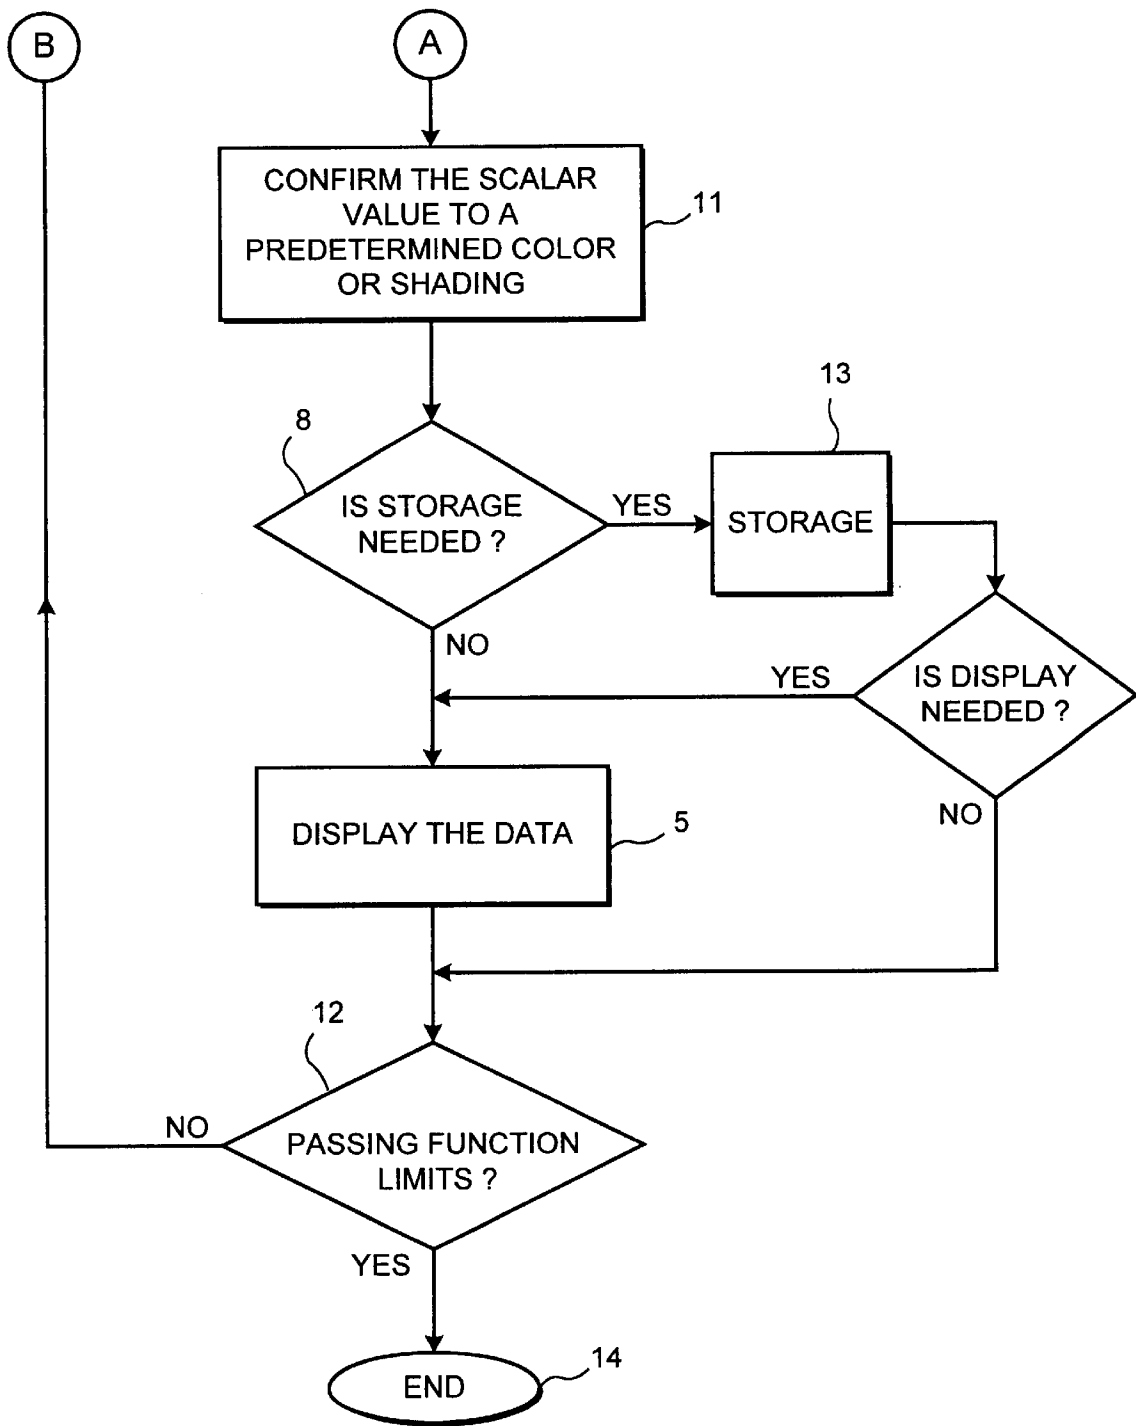 B
A
CONFIRM THE SCALAR
VALUE TO A
PREDETERMINED COLOR
OR SHADING
11
13
8
IS STORAGE
NEEDED ?
YES
STORAGE
NO
YES
IS DISPLAY
NEEDED ?
NO
DISPLAY THE DATA
5
12
NO
PASSING FUNCTION
LIMITS ?
YES
END
14